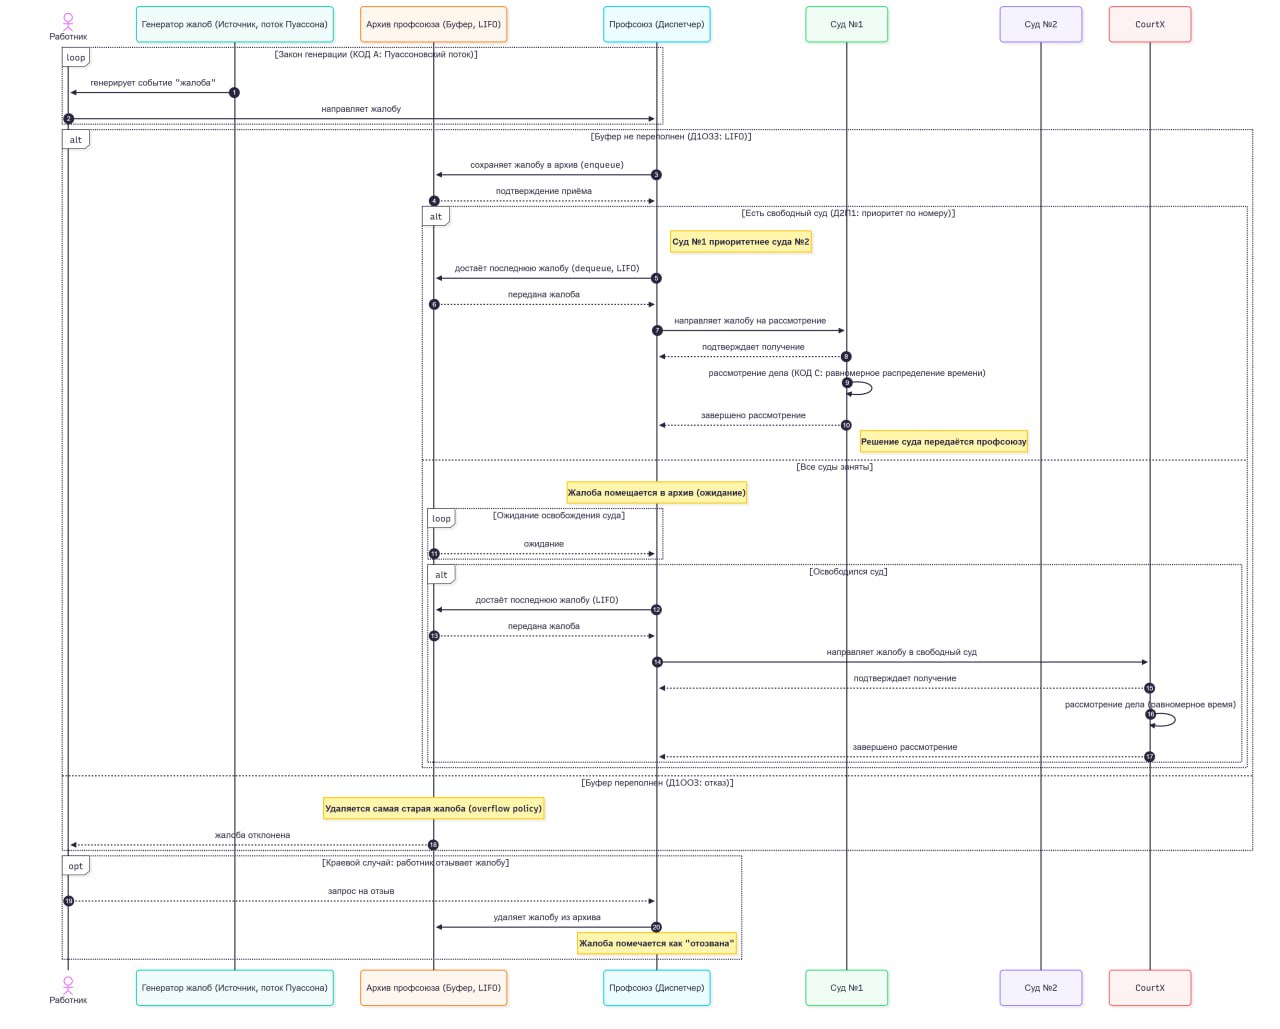 Работник
Генератор жалоб (Источник, поток Пуассона)
Архив профсоюза (Буфер, LIFO)
Профсоюз (Диспетчер)
Суд №1
Суд №2
CourtX
loop
[Закон генерации (КОД А: Пуассоновский поток)]
генерирует событие "жалоба"
1
направляет жалобу
2
alt
[Буфер не переполнен (Д1ОЗ3: LIFO)]
сохраняет жалобу в архив (enqueue)
3
подтверждение приёма
4
alt
[Есть свободный суд (Д2П1: приоритет по номеру)]
Суд №1 приоритетнее суда №2
достаёт последнюю жалобу (dequeue, LIFO)
5
передана жалоба
6
направляет жалобу на рассмотрение
7
подтверждает получение
8
рассмотрение дела (КОД С: равномерное распределение времени)
9
завершено рассмотрение
10
Решение суда передаётся профсоюзу
[Все суды заняты]
Жалоба помещается в архив (ожидание)
loop
[Ожидание освобождения суда]
ожидание
11
alt
[Освободился суд]
достаёт последнюю жалобу (LIFO)
12
передана жалоба
13
направляет жалобу в свободный суд
14
подтверждает получение
15
рассмотрение дела (равномерное время)
16
завершено рассмотрение
17
[Буфер переполнен (Д1ОО3: отказ)]
Удаляется самая старая жалоба (overflow policy)
жалоба отклонена
18
opt
[Краевой случай: работник отзывает жалобу]
запрос на отзыв
19
удаляет жалобу из архива
20
Жалоба помечается как "отозвана"
Работник
Генератор жалоб (Источник, поток Пуассона)
Архив профсоюза (Буфер, LIFO)
Профсоюз (Диспетчер)
Суд №1
Суд №2
CourtX